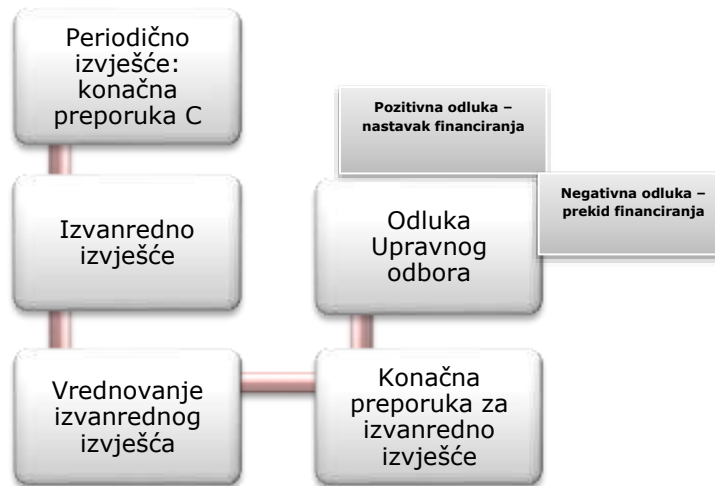 Periodično
izvješće:
konačna
preporuka C
Izvanredno
izvješće
Vrednovanje
izvanrednog
izvješća
Konačna
preporuka za
izvanredno
izvješće
Odluka
Upravnog
odbora
Pozitivna odluka –
nastavak financiranja
Negativna odluka –
prekid financiranja